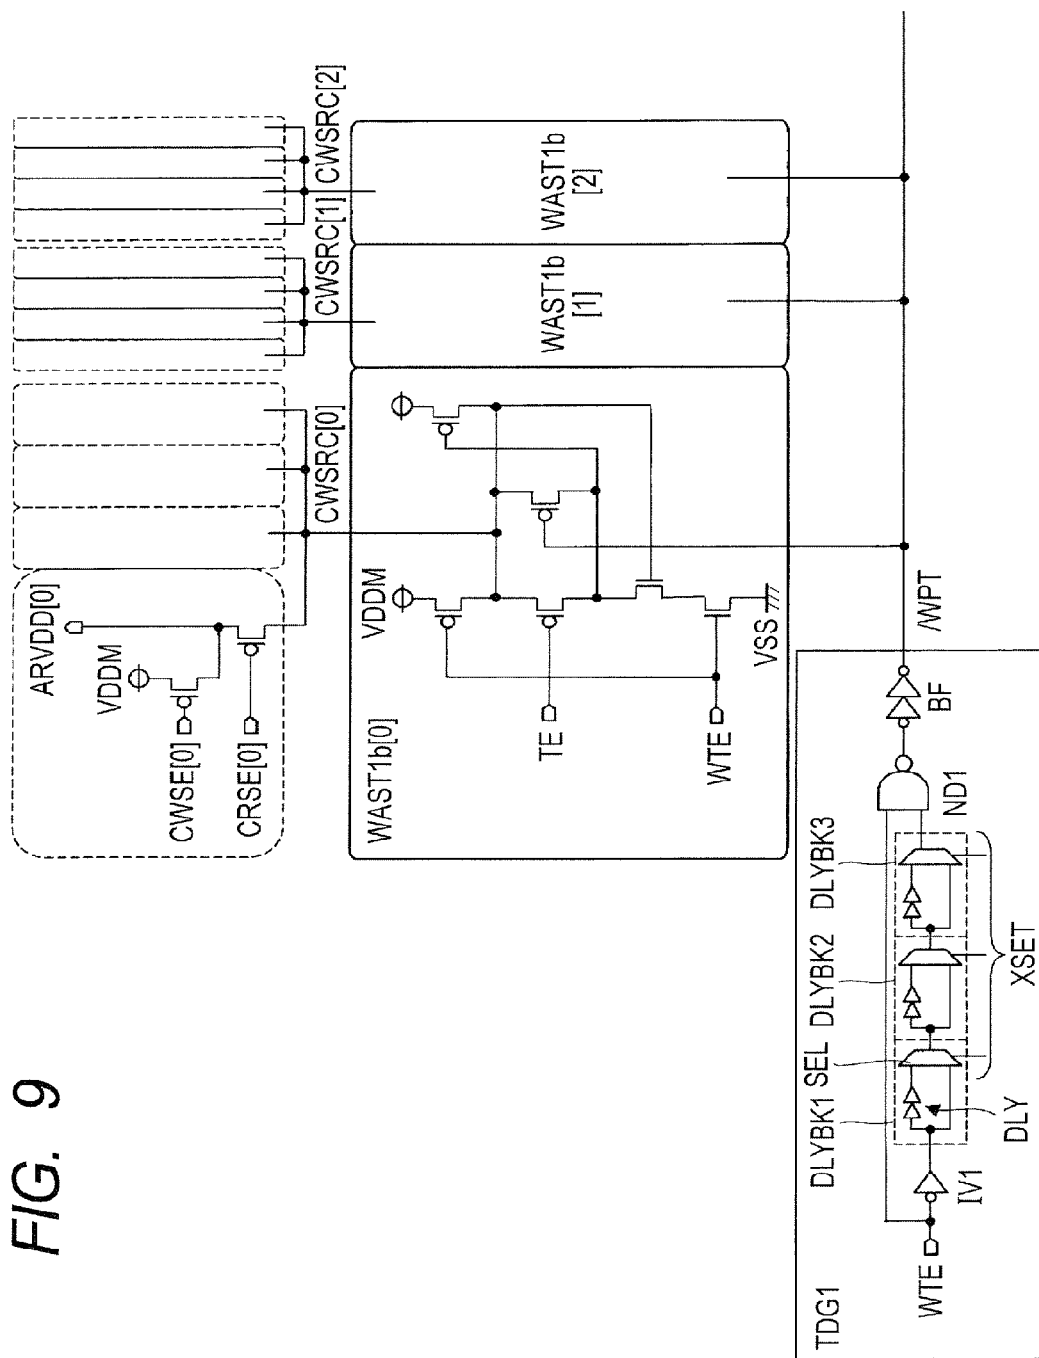 FIG. 9
ARVDD[0]
VDDM
CWSE[0]
CRSE[0]
CWSRC[0]
CWSRC[1]
CWSRC[2]
WAST1b[0]
VDDM
TE
WTE
VSS
WAST1b
[1]
WAST1b
[2]
TDG1
WTE
IV1
DLYBK1
SEL
DLYBK2
DLYBK3
DLY
XSET
ND1
BF
/WPT